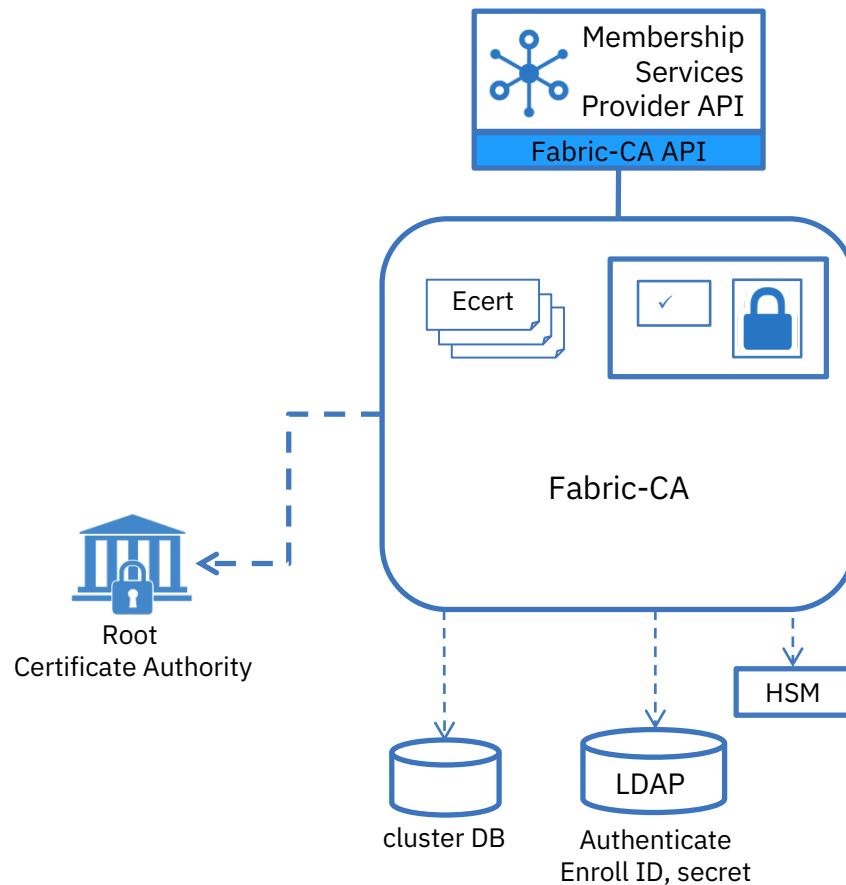 Membership
Services
Provider API
Fabric-CA API
Ecert
✓
Fabric-CA
Root
Certificate Authority
HSM
LDAP
cluster DB
Authenticate
Enroll ID, secret